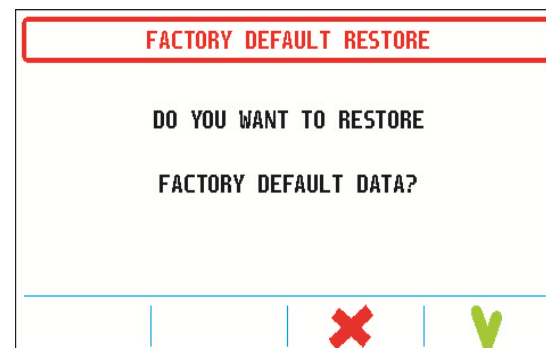 FACTORY DEFAULT RESTORE
DO YOU WANT TO RESTORE
FACTORY DEFAULT DATA?